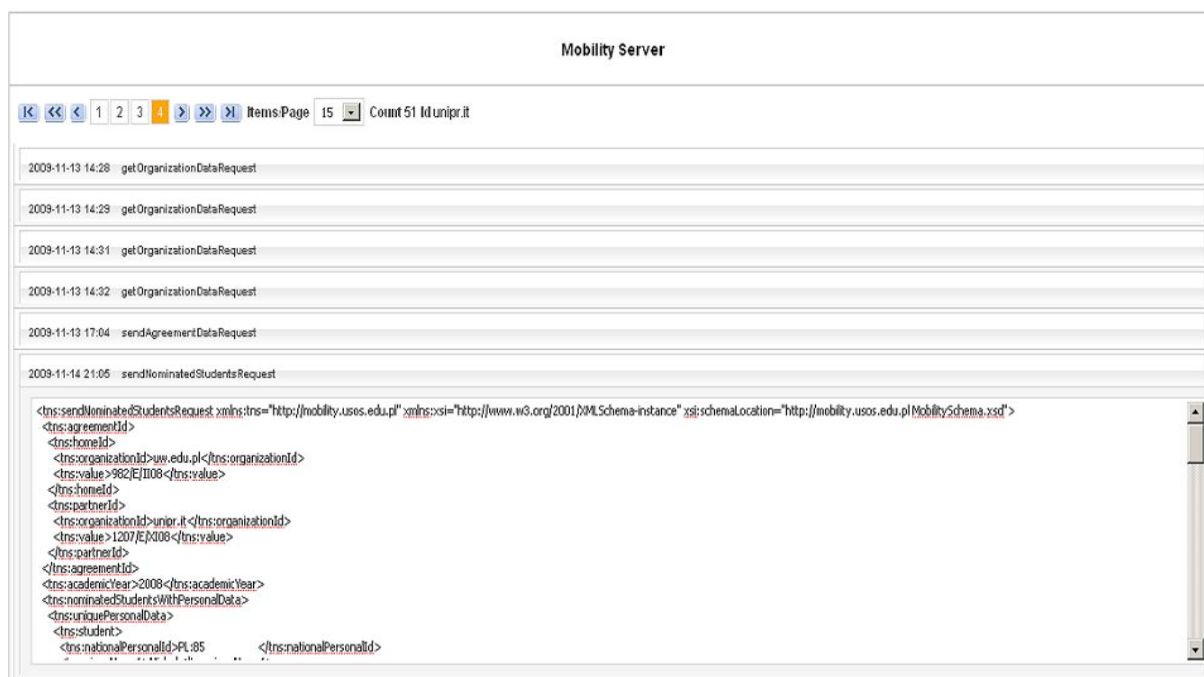 Mobility Server
1 2 3 4 Items/Page 15 Count 51 Id unipr.it
2009-11-13 14:28 getOrganizationDataRequest
2009-11-13 14:29 getOrganizationDataRequest
2009-11-13 14:31 getOrganizationDataRequest
2009-11-13 14:32 getOrganizationDataRequest
2009-11-13 17:04 sendAgreementDataRequest
2009-11-14 21:05 sendNominatedStudentsRequest
<tns:sendNominatedStudentsRequest xmlns:tns="http://mobility.usos.edu.pl" xmlns:xsi="http://www.w3.org/2001/XMLSchema-instance" xsi:schemaLocation="http://mobility.usos.edu.pl MobilitySchema.xsd">
<tns:agreementId>
<tns:homeId>
<tns:organizationId>uw.edu.pl</tns:organizationId>
<tns:value>982/E/II08</tns:value>
</tns:homeId>
<tns:partnerId>
<tns:organizationId>unipr.it</tns:organizationId>
<tns:value>1207/E/XI08</tns:value>
</tns:partnerId>
</tns:agreementId>
<tns:academicYear>2008</tns:academicYear>
<tns:nominatedStudentsWithPersonalData>
<tns:uniquePersonalData>
<tns:student>
<tns:nationalPersonalId>PL:85 </tns:nationalPersonalId>